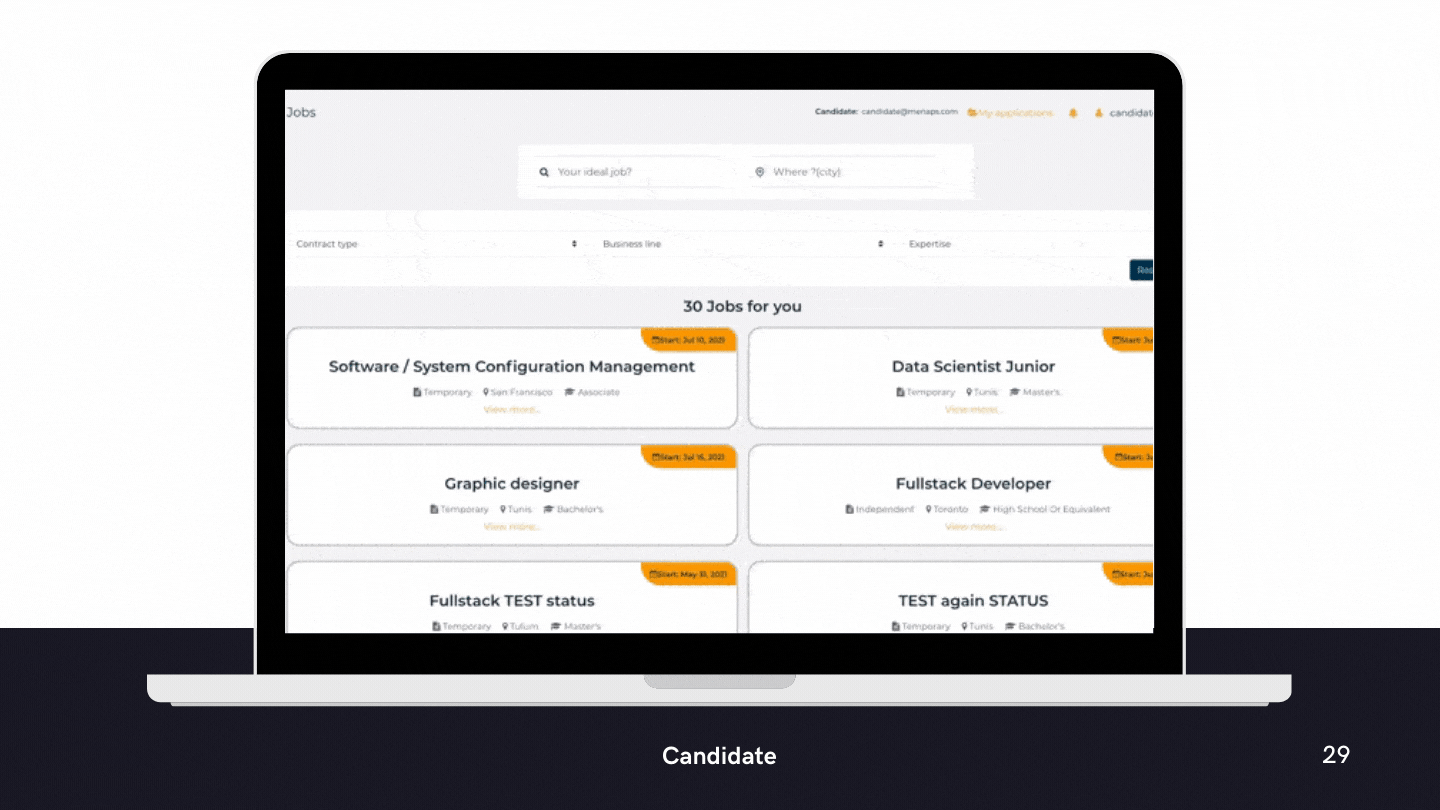 Jobs
Candidate: candidate@menaps.com My applications candidat
Your ideal job? Where ?(city)
Contract type Business line Expertise
Res
30 Jobs for you
Start: Jul 10, 2021 Start: Ju
Software / System Configuration Management Data Scientist Junior
Temporary San Francisco Associate Temporary Tunis Master's
View more... View more...
Start: Jul 16, 2021 Start: Ju
Graphic designer Fullstack Developer
Temporary Tunis Bachelor's Independent Toronto High School Or Equivalent
View more... View more...
Start: May 31, 2021 Start: Ju
Fullstack TEST status TEST again STATUS
Temporary Tulum Master's Temporary Tunis Bachelor's
Candidate
29